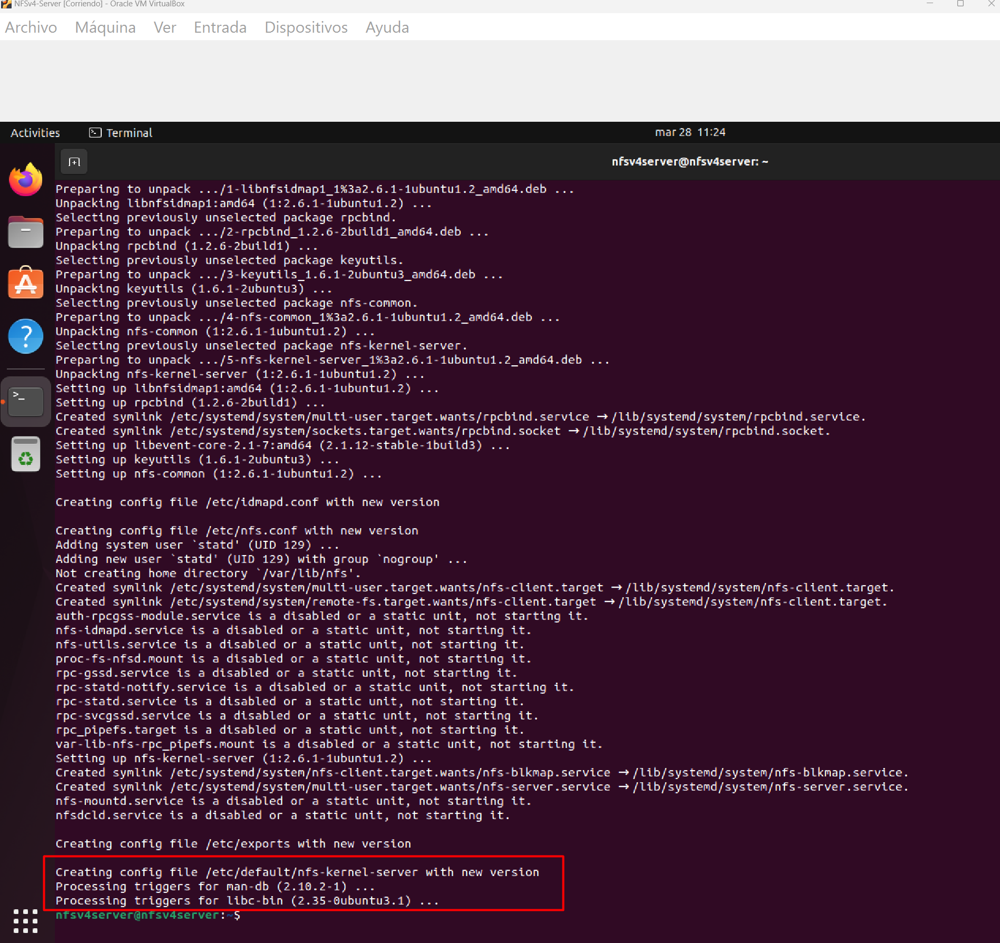 NFSv4-Server [Corriendo] - Oracle VM VirtualBox
Archivo Máquina Ver Entrada Dispositivos Ayuda
Activities Terminal mar 28 11:24
nfsv4server@nfsv4server: ~
Preparing to unpack .../1-libnfsidmap1_1%3a2.6.1-1ubuntu1.2_amd64.deb ...
Unpacking libnfsidmap1:amd64 (1:2.6.1-1ubuntu1.2) ...
Selecting previously unselected package rpcbind.
Preparing to unpack .../2-rpcbind_1.2.6-2build1_amd64.deb ...
Unpacking rpcbind (1.2.6-2build1) ...
Selecting previously unselected package keyutils.
Preparing to unpack .../3-keyutils_1.6.1-2ubuntu3_amd64.deb ...
Unpacking keyutils (1.6.1-2ubuntu3) ...
Selecting previously unselected package nfs-common.
Preparing to unpack .../4-nfs-common_1%3a2.6.1-1ubuntu1.2_amd64.deb ...
Unpacking nfs-common (1:2.6.1-1ubuntu1.2) ...
Selecting previously unselected package nfs-kernel-server.
Preparing to unpack .../5-nfs-kernel-server_1%3a2.6.1-1ubuntu1.2_amd64.deb ...
Unpacking nfs-kernel-server (1:2.6.1-1ubuntu1.2) ...
Setting up libnfsidmap1:amd64 (1:2.6.1-1ubuntu1.2) ...
Setting up rpcbind (1.2.6-2build1) ...
Created symlink /etc/systemd/system/multi-user.target.wants/rpcbind.service → /lib/systemd/system/rpcbind.service.
Created symlink /etc/systemd/system/sockets.target.wants/rpcbind.socket → /lib/systemd/system/rpcbind.socket.
Setting up libevent-core-2.1-7:amd64 (2.1.12-stable-1build3) ...
Setting up keyutils (1.6.1-2ubuntu3) ...
Setting up nfs-common (1:2.6.1-1ubuntu1.2) ...
Creating config file /etc/idmapd.conf with new version
Creating config file /etc/nfs.conf with new version
Adding system user `statd' (UID 129) ...
Adding new user `statd' (UID 129) with group `nogroup' ...
Not creating home directory `/var/lib/nfs'.
Created symlink /etc/systemd/system/multi-user.target.wants/nfs-client.target → /lib/systemd/system/nfs-client.target.
Created symlink /etc/systemd/system/remote-fs.target.wants/nfs-client.target → /lib/systemd/system/nfs-client.target.
auth-rpcgss-module.service is a disabled or a static unit, not starting it.
nfs-idmapd.service is a disabled or a static unit, not starting it.
nfs-utils.service is a disabled or a static unit, not starting it.
proc-fs-nfsd.mount is a disabled or a static unit, not starting it.
rpc-gssd.service is a disabled or a static unit, not starting it.
rpc-statd-notify.service is a disabled or a static unit, not starting it.
rpc-statd.service is a disabled or a static unit, not starting it.
rpc-svcgssd.service is a disabled or a static unit, not starting it.
rpc_pipefs.target is a disabled or a static unit, not starting it.
var-lib-nfs-rpc_pipefs.mount is a disabled or a static unit, not starting it.
Setting up nfs-kernel-server (1:2.6.1-1ubuntu1.2) ...
Created symlink /etc/systemd/system/nfs-client.target.wants/nfs-blkmap.service → /lib/systemd/system/nfs-blkmap.service.
Created symlink /etc/systemd/system/multi-user.target.wants/nfs-server.service → /lib/systemd/system/nfs-server.service.
nfs-mountd.service is a disabled or a static unit, not starting it.
nfsdcld.service is a disabled or a static unit, not starting it.
Creating config file /etc/exports with new version
Creating config file /etc/default/nfs-kernel-server with new version
Processing triggers for man-db (2.10.2-1) ...
Processing triggers for libc-bin (2.35-0ubuntu3.1) ...
nfsv4server@nfsv4server:~$